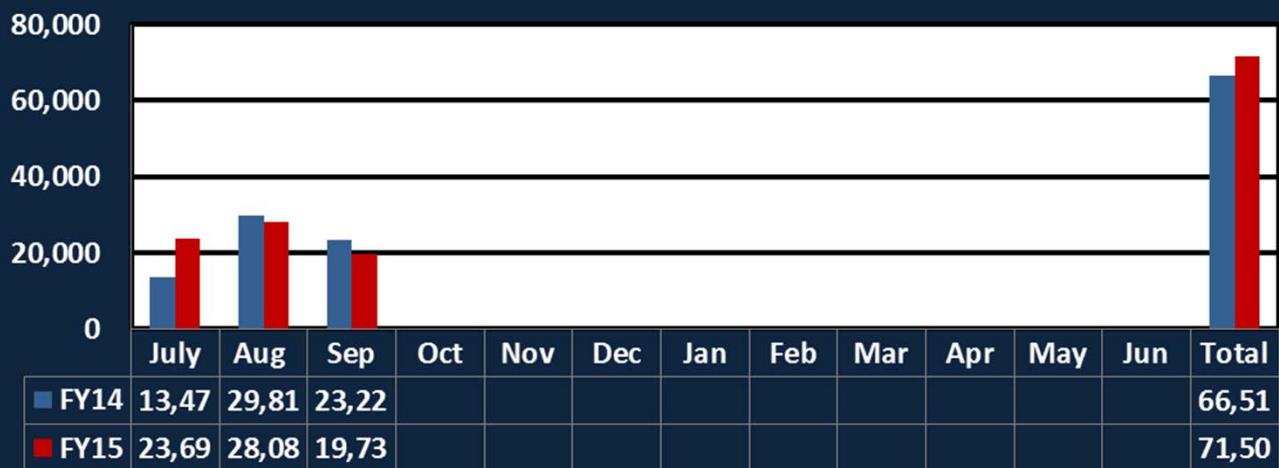 80,000
60,000
40,000
20,000
0
July Aug Sep Oct Nov Dec Jan Feb Mar Apr May Jun Total
FY14 13,47 29,81 23,22 66,51
FY15 23,69 28,08 19,73 71,50